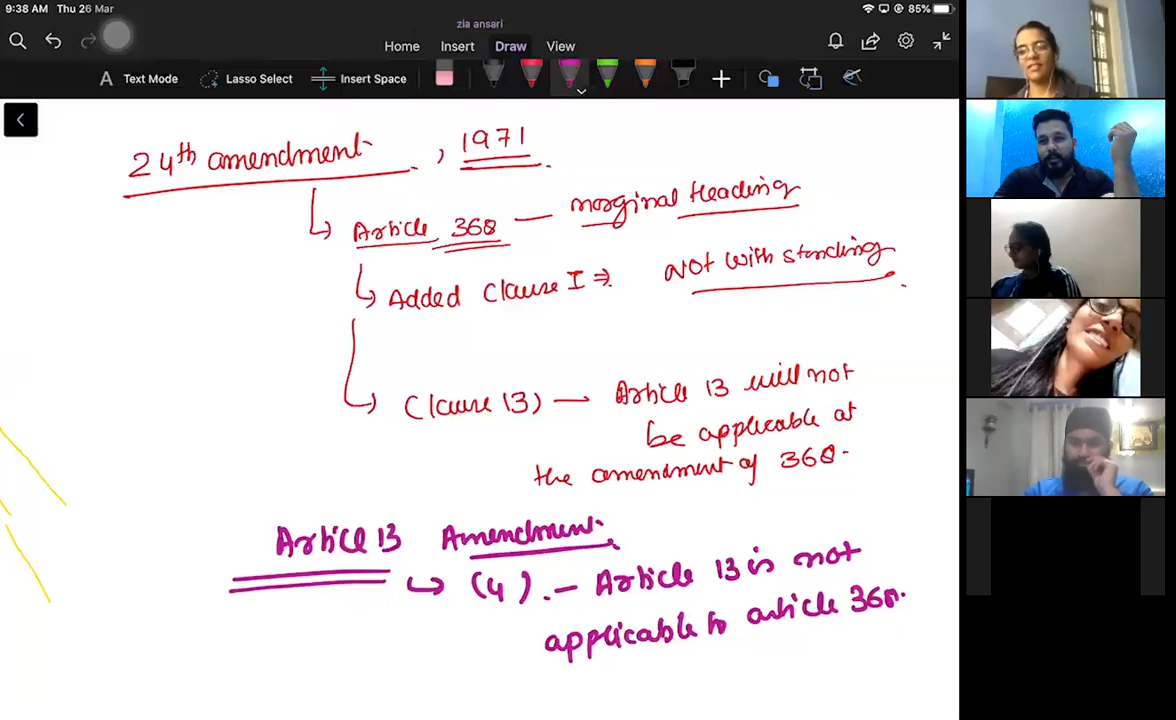 9:38 AM Thu 26 Mar
85%
zia ansari
Home Insert Draw View
A Text Mode Lasso Select Insert Space
24th amendment , 1971
Article 368 — marginal Heading
Added Clause I ⇒ Not with standing
Clause 13) — Article 13 will not
be applicable at
the amendment of 368.
Article 13 Amendment
(4). — Article 13 is not
applicable to article 368.